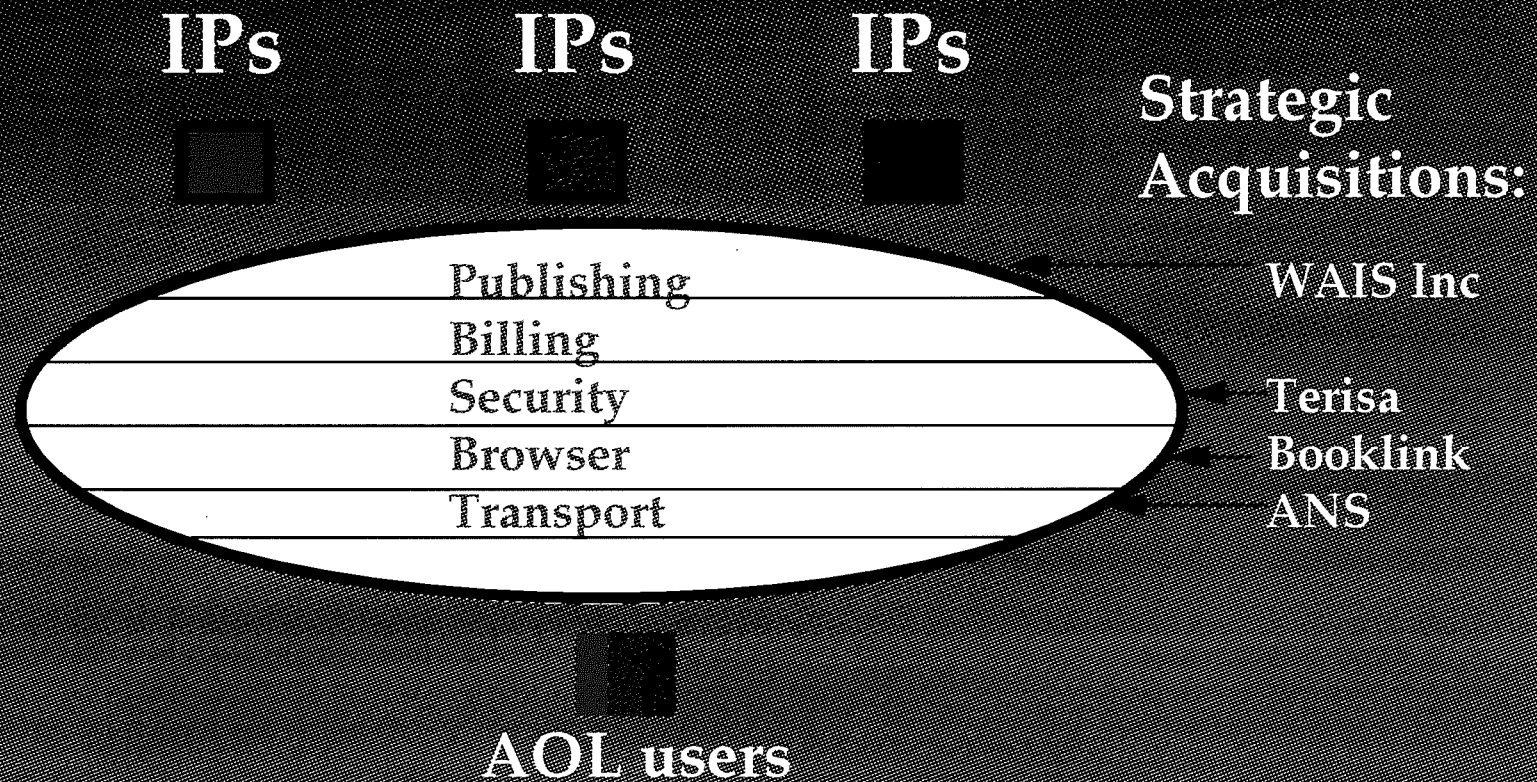 IPs IPs IPs
Strategic
Acquisitions:
Publishing
WAIS Inc
Billing
Security
Terisa
Browser
Booklink
Transport
ANS
AOL users